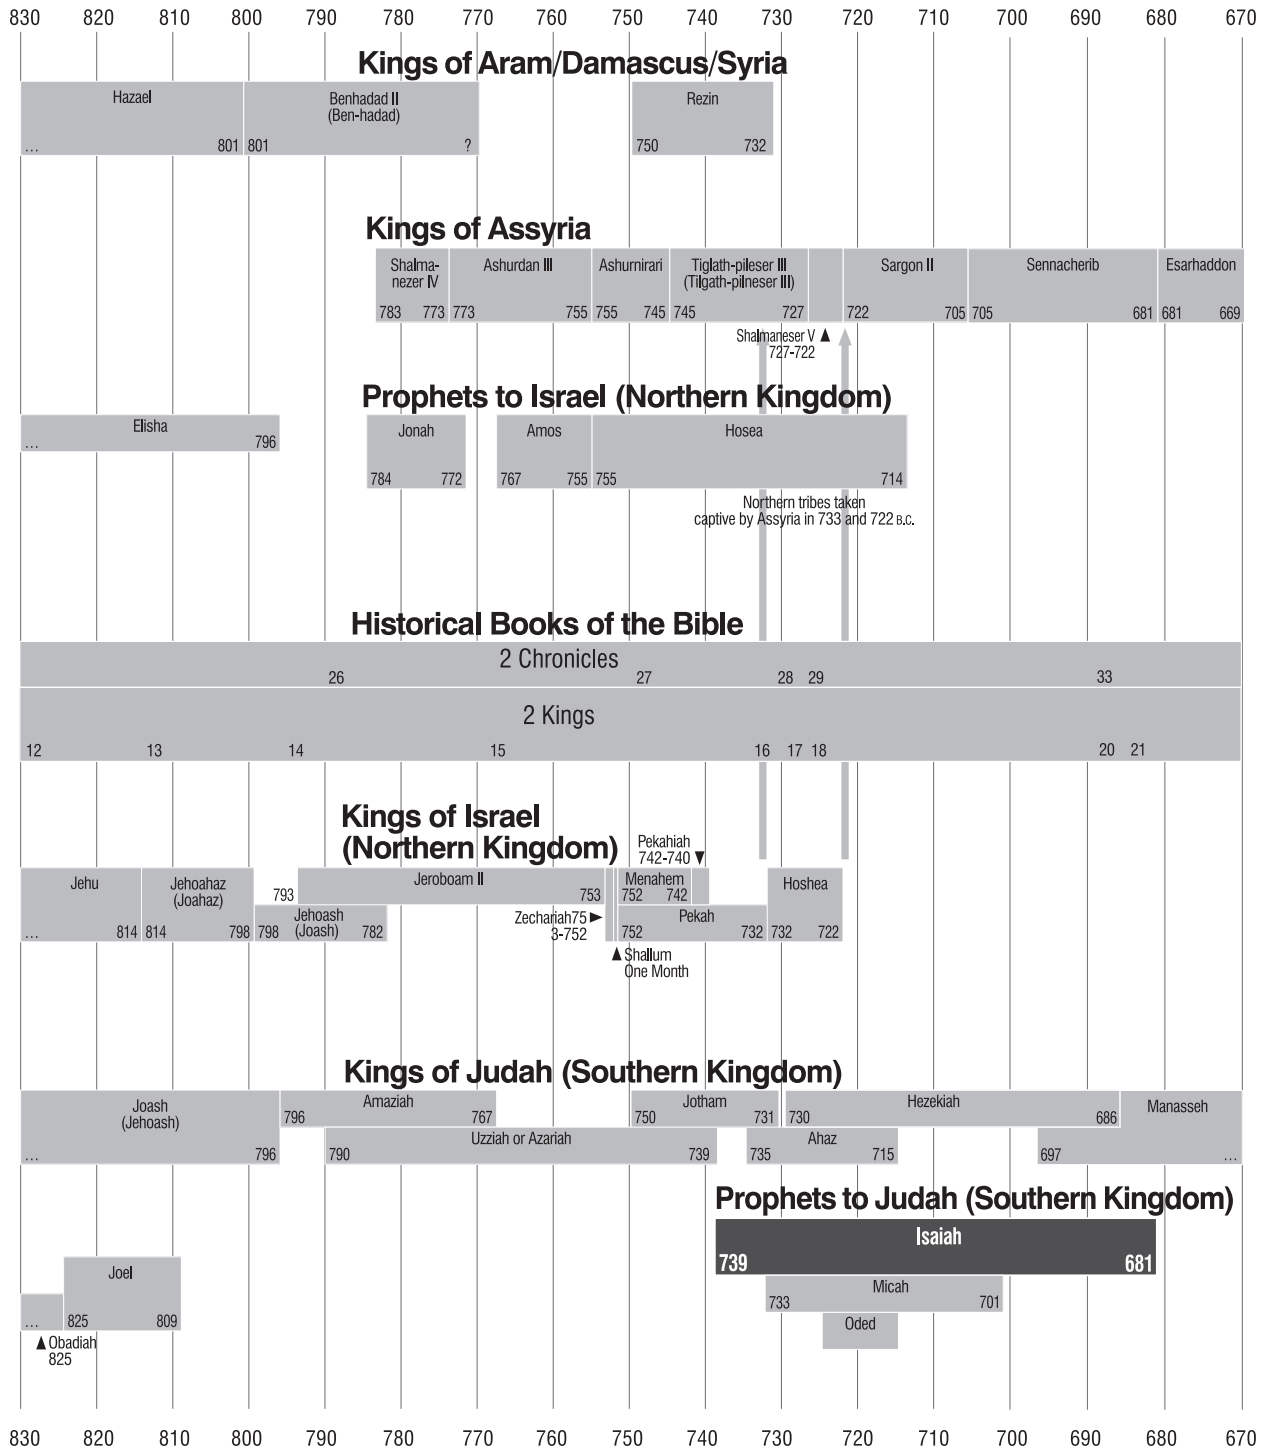 830 820 810 800 790 780 770 760 750 740 730 720 710 700 690 680 670
Kings of Aram/Damascus/Syria
Hazael
... 801
Benhadad II
(Ben-hadad)
801 ?
Rezin
750 732
Kings of Assyria
Shalma-
nezer IV
783 773
Ashurdan III
773 755
Ashurnirari
755 745
Tiglath-pileser III
(Tilgath-pilneser III)
745 727
Sargon II
722 705
Sennacherib
705 681
Esarhaddon
681 669
Shalmaneser V ▲
727-722
Prophets to Israel (Northern Kingdom)
Elisha
... 796
Jonah
784 772
Amos
767 755
Hosea
755 714
Northern tribes taken
captive by Assyria in 733 and 722 B.C.
Historical Books of the Bible
2 Chronicles
26 27 28 29 33
2 Kings
12 13 14 15 16 17 18 20 21
Kings of Israel
(Northern Kingdom)
Pekahiah
742-740 ▼
Jehu
... 814
Jehoahaz
(Joahaz)
814 798
Jeroboam II
793 753
Jehoash
(Joash)
798 782
Zechariah75 ►
3-752
▲ Shallum
One Month
Menahem
752 742
Pekah
752 732
Hoshea
732 722
Kings of Judah (Southern Kingdom)
Joash
(Jehoash)
... 796
Amaziah
796 767
Uzziah or Azariah
790 739
Jotham
750 731
Ahaz
735 715
Hezekiah
730 686
Manasseh
697 ...
Prophets to Judah (Southern Kingdom)
Isaiah
739 681
Joel
825 809
...
▲ Obadiah
825
Micah
733 701
Oded
830 820 810 800 790 780 770 760 750 740 730 720 710 700 690 680 670